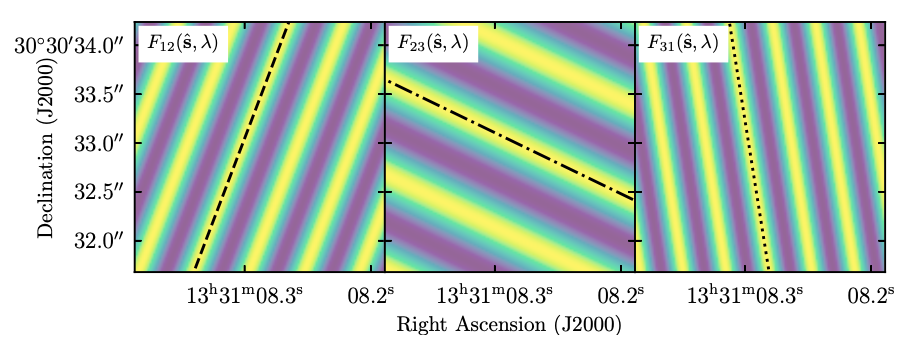 F₁₂(ŝ, λ) F₂₃(ŝ, λ) F₃₁(ŝ, λ)
30°30′34.0″
33.5″
33.0″
32.5″
32.0″
Declination (J2000)
13ʰ31ᵐ08.3ˢ 08.2ˢ 13ʰ31ᵐ08.3ˢ 08.2ˢ 13ʰ31ᵐ08.3ˢ 08.2ˢ
Right Ascension (J2000)